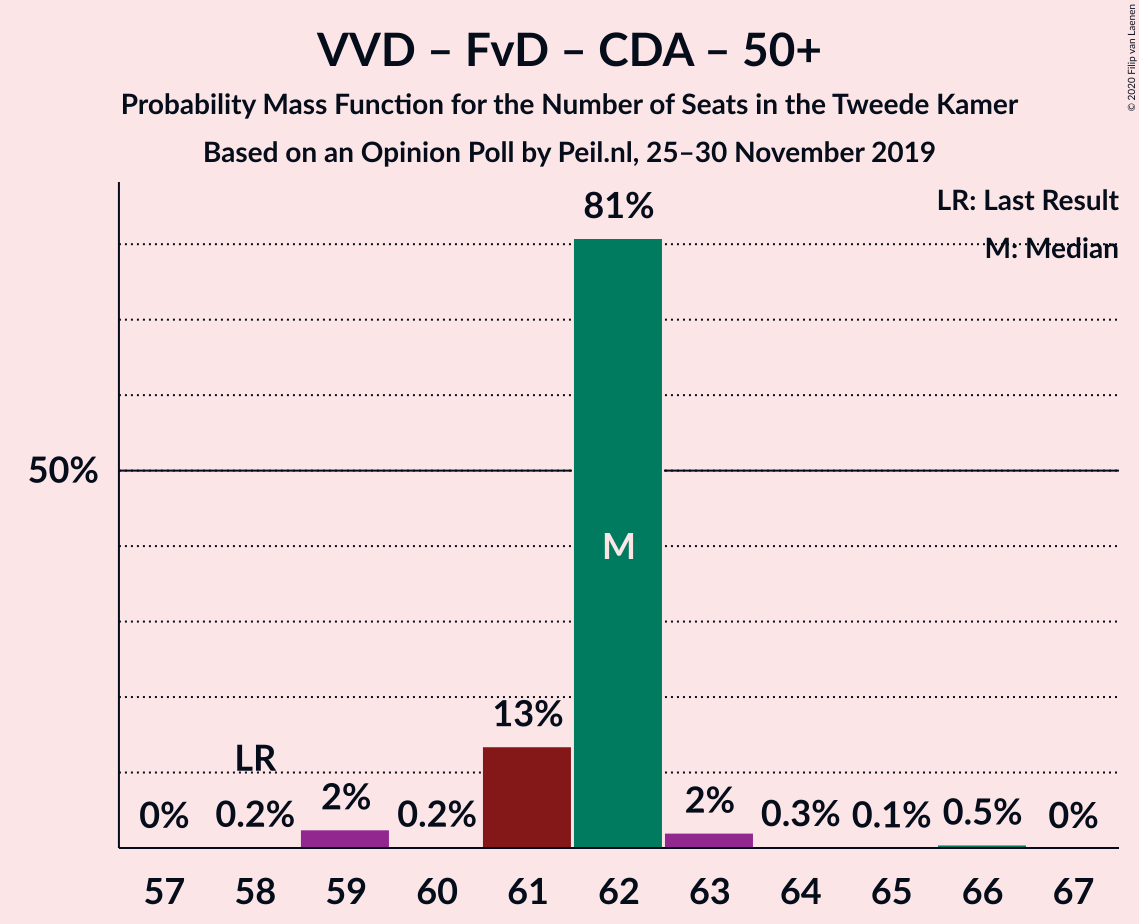 VVD – FvD – CDA – 50+
Probability Mass Function for the Number of Seats in the Tweede Kamer
Based on an Opinion Poll by Peil.nl, 25–30 November 2019
© 2020 Filip van Laenen
LR: Last Result
M: Median
81%
50%
M
13%
LR
0% 0.2% 2% 0.2% 2% 0.3% 0.1% 0.5% 0%
57 58 59 60 61 62 63 64 65 66 67